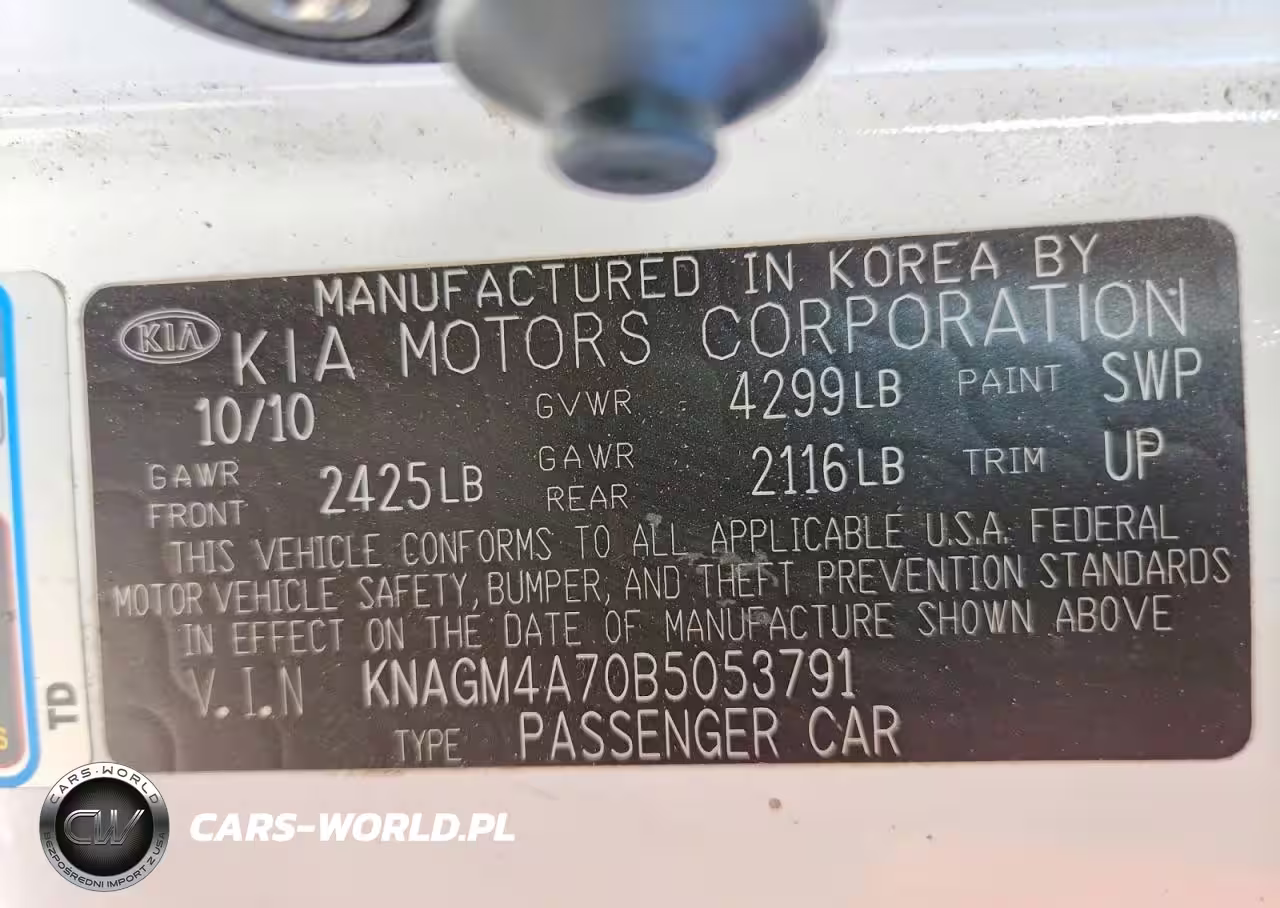 MANUFACTURED IN KOREA BY
KIA KIA MOTORS CORPORATION
10/10 GVWR 4299LB PAINT SWP
GAWR FRONT 2425LB GAWR REAR 2116LB TRIM UP
THIS VEHICLE CONFORMS TO ALL APPLICABLE U.S.A. FEDERAL
MOTOR VEHICLE SAFETY, BUMPER, AND THEFT PREVENTION STANDARDS
IN EFFECT ON THE DATE OF MANUFACTURE SHOWN ABOVE
V.I.N KNAGM4A70B5053791
TYPE PASSENGER CAR
TD
S
CARS-WORLD
CW
BEZPOŚREDNI IMPORT Z USA
CARS-WORLD.PL